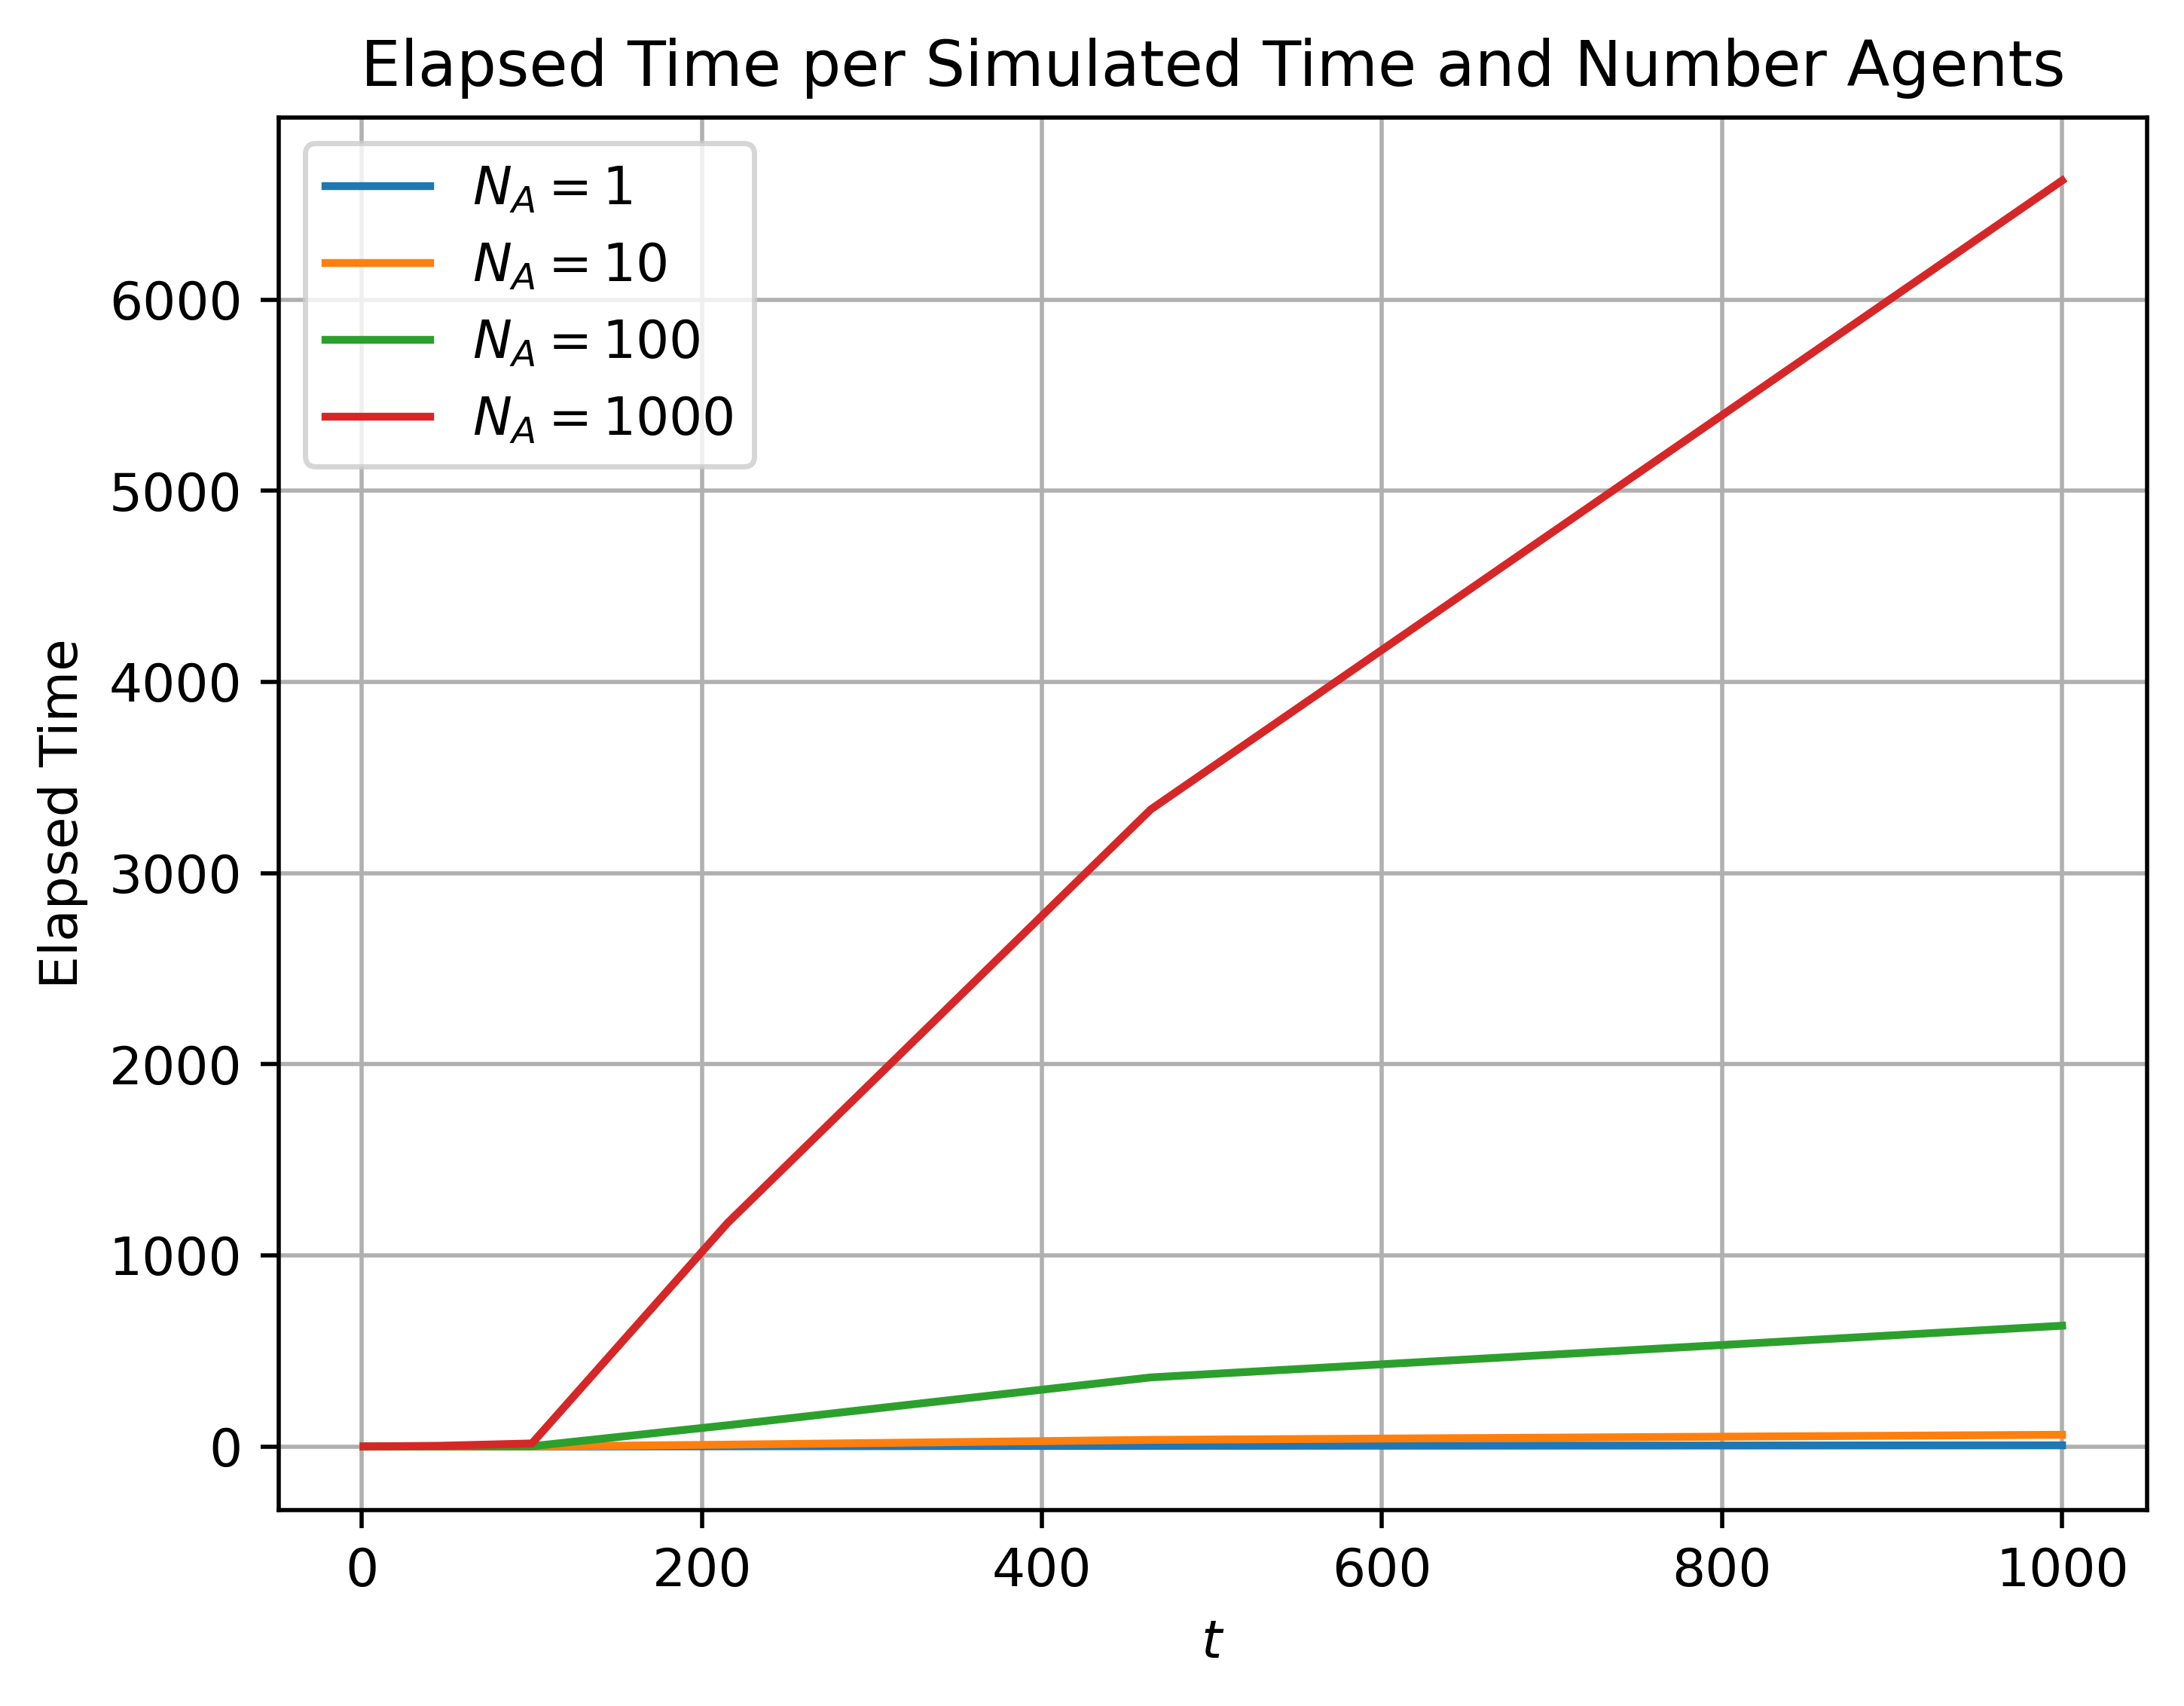 Elapsed Time per Simulated Time and Number Agents
N_A = 1
N_A = 10
N_A = 100
N_A = 1000
6000
5000
4000
3000
2000
1000
0
Elapsed Time
0 200 400 600 800 1000
t